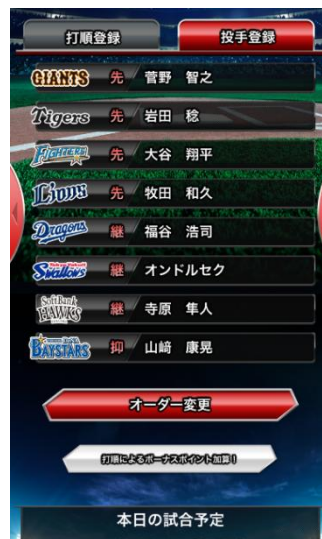 打順登録
投手登録
GIANTS 先 菅野 智之
Tigers 先 岩田 稔
FIGHTERS 先 大谷 翔平
Lions 先 牧田 和久
Dragons 継 福谷 浩司
Swallows 継 オンドルセク
SoftBank HAWKS 継 寺原 隼人
BAYSTARS 抑 山﨑 康晃
オーダー変更
打順によるボーナスポイント加算!
本日の試合予定